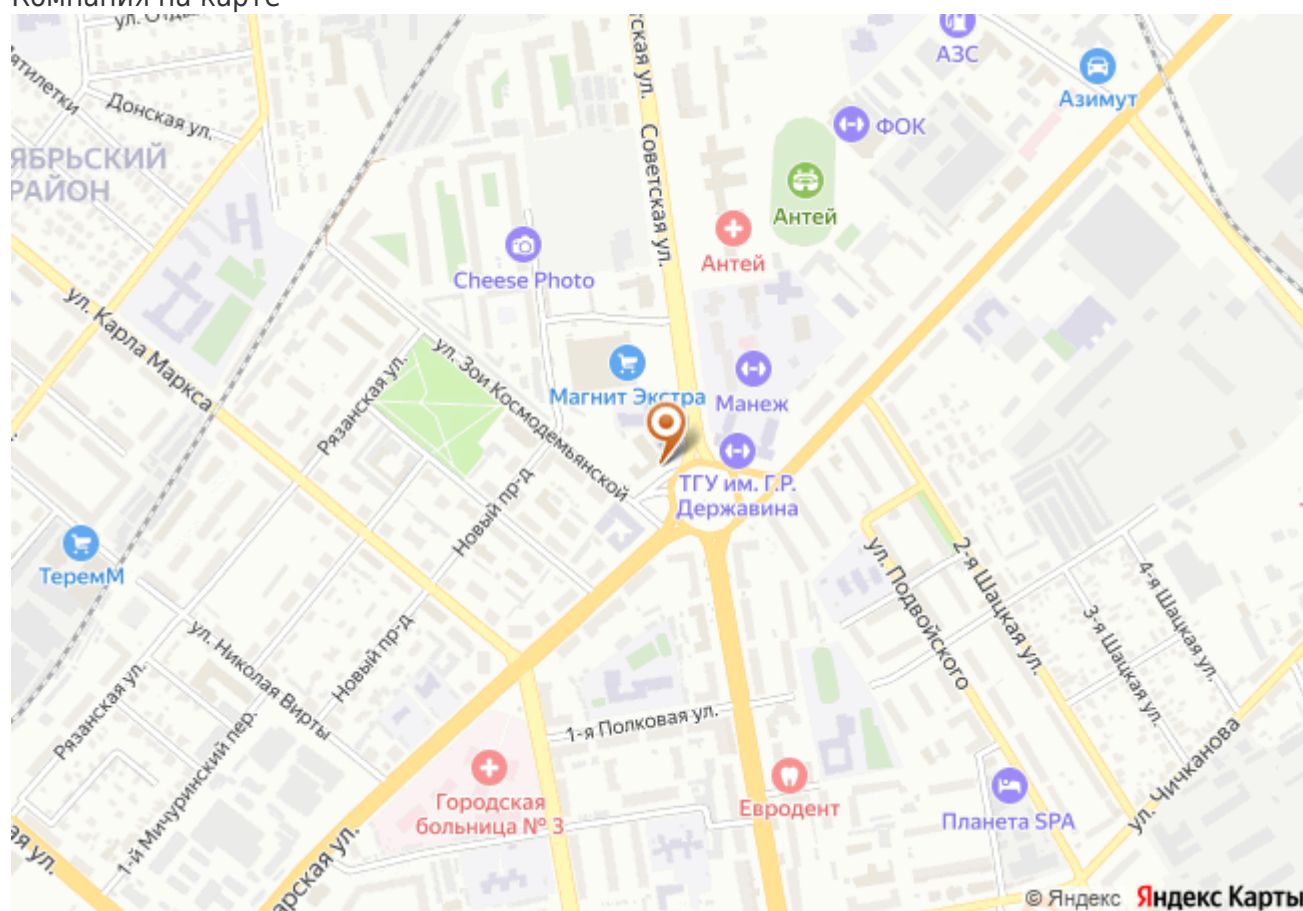 Компания на карте
ул. Отда
АЗС
Азимут
ятилетки
Донская ул.
ская ул.
Советская ул.
ФОК
ЯБРЬСКИЙ
РАЙОН
Антей
Антей
Cheese Photo
ул. Карла Маркса
Рязанская ул.
ул. Зои Космодемьянской
Магнит Экстра
Манеж
ТГУ им. Г.Р.
Державина
Новый пр-д
ТеремМ
ул. Подвойского
2-я Шацкая ул.
4-я Шацкая ул.
3-я Шацкая ул.
ул. Николая Вирты
Новый пр-д
Рязанская ул.
1-й Мичуринский пер.
1-я Полковая ул.
Городская
больница № 3
Евродент
Планета SPA
ул. Чичканова
ая ул.
арская ул.
© Яндекс Яндекс Карты